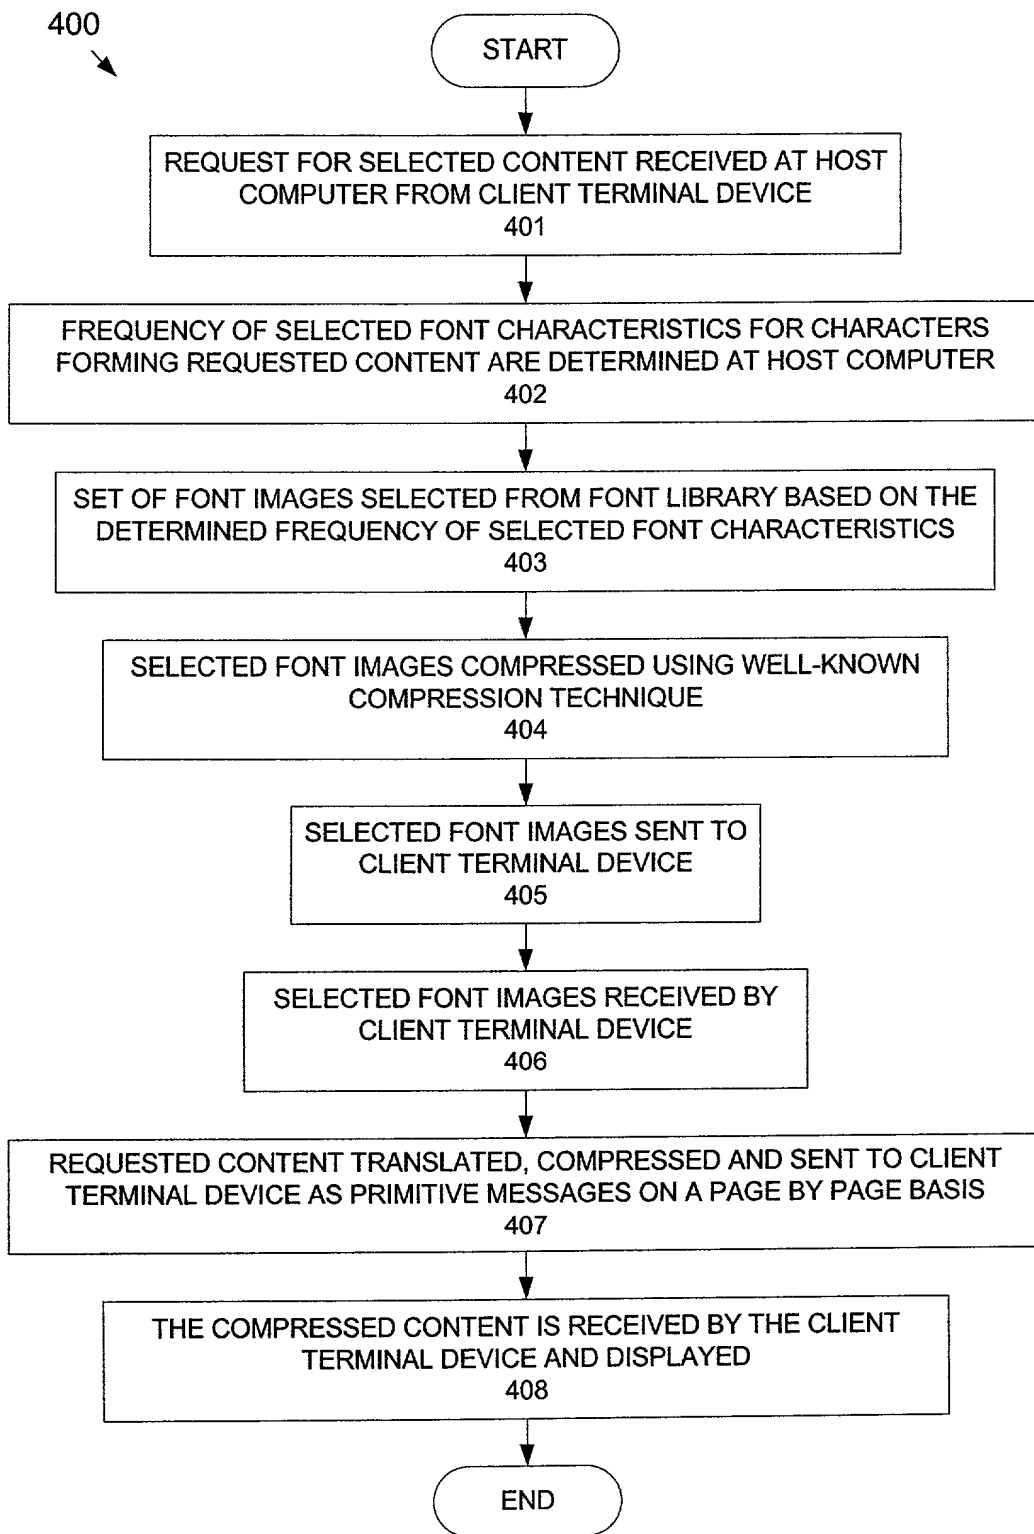 400
START
REQUEST FOR SELECTED CONTENT RECEIVED AT HOST
COMPUTER FROM CLIENT TERMINAL DEVICE
401
FREQUENCY OF SELECTED FONT CHARACTERISTICS FOR CHARACTERS
FORMING REQUESTED CONTENT ARE DETERMINED AT HOST COMPUTER
402
SET OF FONT IMAGES SELECTED FROM FONT LIBRARY BASED ON THE
DETERMINED FREQUENCY OF SELECTED FONT CHARACTERISTICS
403
SELECTED FONT IMAGES COMPRESSED USING WELL-KNOWN
COMPRESSION TECHNIQUE
404
SELECTED FONT IMAGES SENT TO
CLIENT TERMINAL DEVICE
405
SELECTED FONT IMAGES RECEIVED BY
CLIENT TERMINAL DEVICE
406
REQUESTED CONTENT TRANSLATED, COMPRESSED AND SENT TO CLIENT
TERMINAL DEVICE AS PRIMITIVE MESSAGES ON A PAGE BY PAGE BASIS
407
THE COMPRESSED CONTENT IS RECEIVED BY THE CLIENT
TERMINAL DEVICE AND DISPLAYED
408
END